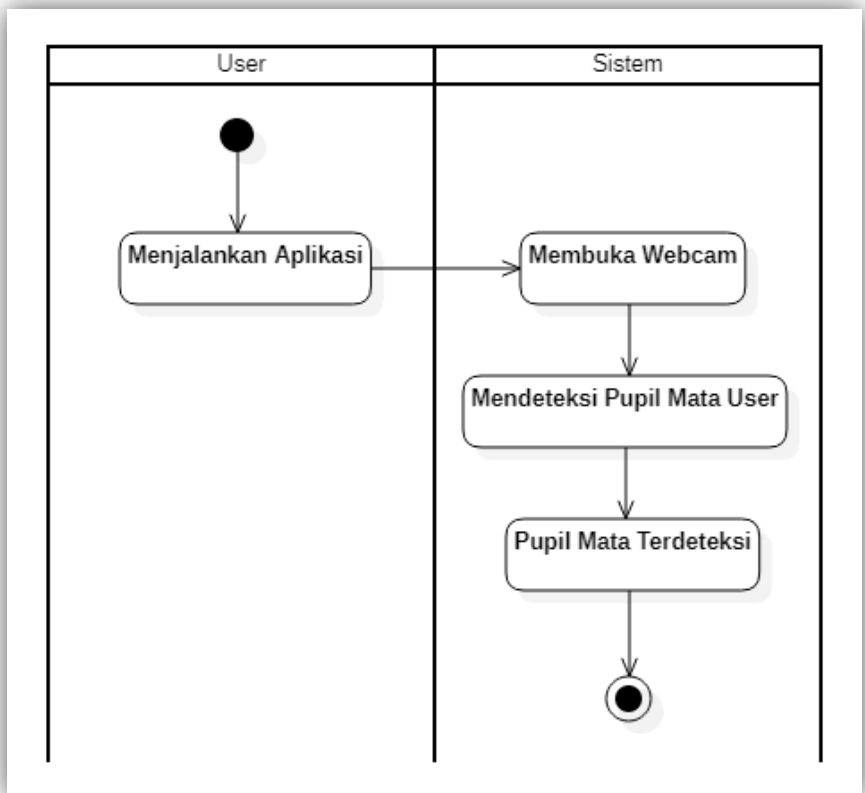 User
Sistem
Menjalankan Aplikasi
Membuka Webcam
Mendeteksi Pupil Mata User
Pupil Mata Terdeteksi